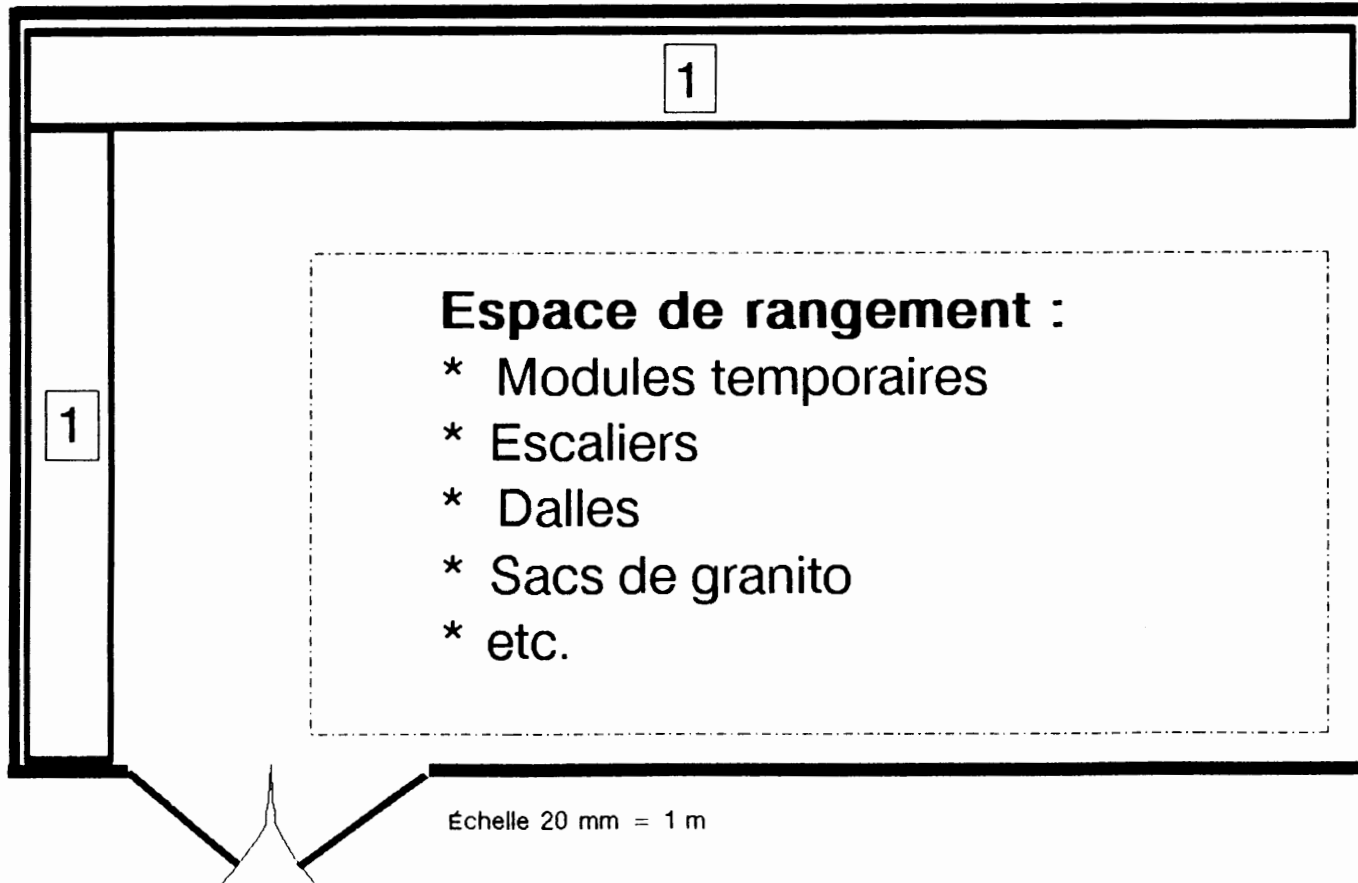 1
1
Espace de rangement :
* Modules temporaires
* Escaliers
* Dalles
* Sacs de granito
* etc.
Échelle 20 mm = 1 m